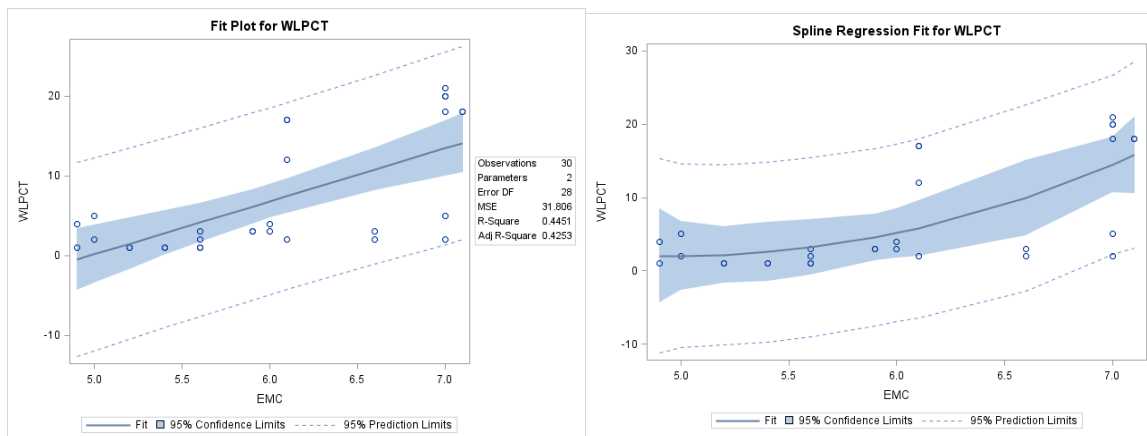 Fit Plot for WLPCT
20
10
0
-10
WLPCT
5.0 5.5 6.0 6.5 7.0
EMC
Observations 30
Parameters 2
Error DF 28
MSE 31.806
R-Square 0.4451
Adj R-Square 0.4253
Fit 95% Confidence Limits 95% Prediction Limits
Spline Regression Fit for WLPCT
30
20
10
0
-10
WLPCT
5.0 5.5 6.0 6.5 7.0
EMC
Fit 95% Confidence Limits 95% Prediction Limits